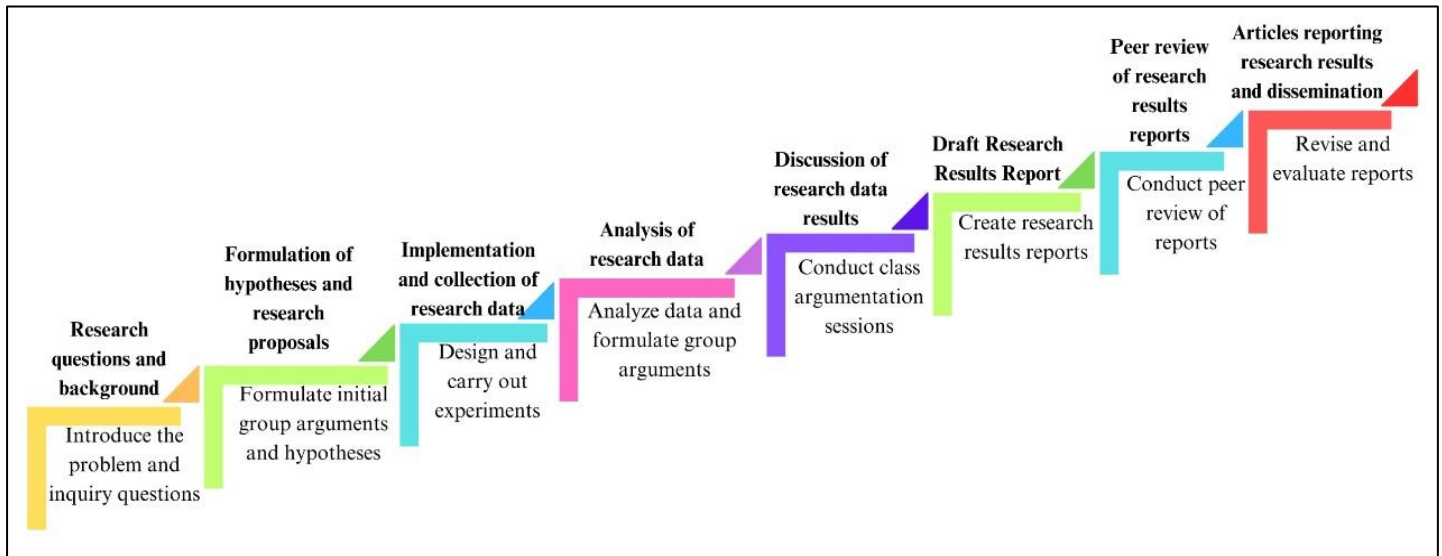 Research
questions and
background
Introduce the
problem and
inquiry questions
Formulation of
hypotheses and
research
proposals
Formulate initial
group arguments
and hypotheses
Implementation
and collection of
research data
Design and
carry out
experiments
Analysis of
research data
Analyze data and
formulate group
arguments
Discussion of
research data
results
Conduct class
argumentation
sessions
Draft Research
Results Report
Create research
results reports
Peer review
of research
results
reports
Conduct peer
review of
reports
Articles reporting
research results
and dissemination
Revise and
evaluate reports